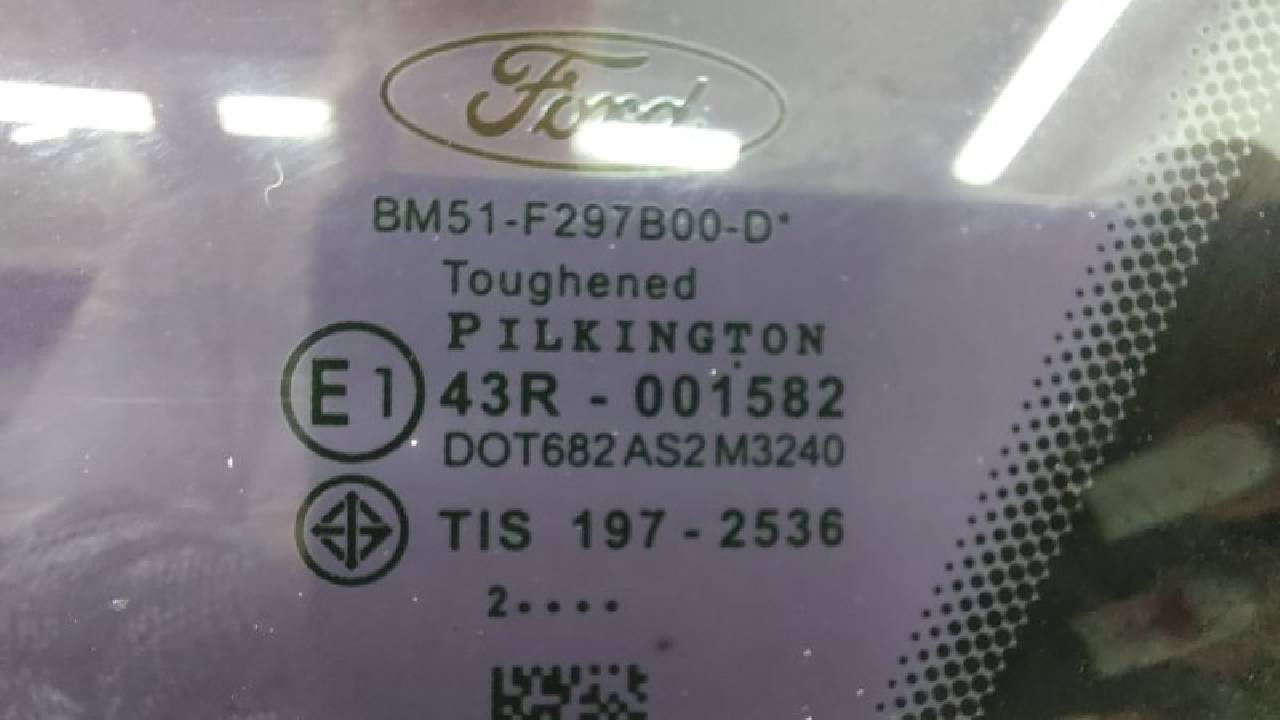 Ford
BM51-F297B00-D*
Toughened
PILKINGTON
E1 43R - 001582
DOT682 AS2 M3240
TIS 197 - 2536
2••••